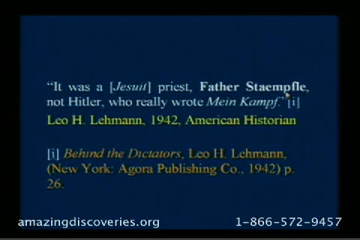 “It was a [Jesuit] priest, Father Staempfle,
not Hitler, who really wrote Mein Kampf.”[i]
Leo H. Lehmann, 1942, American Historian
[i] Behind the Dictators, Leo H. Lehmann,
(New York: Agora Publishing Co., 1942) p.
26.
amazingdiscoveries.org 1-866-572-9457